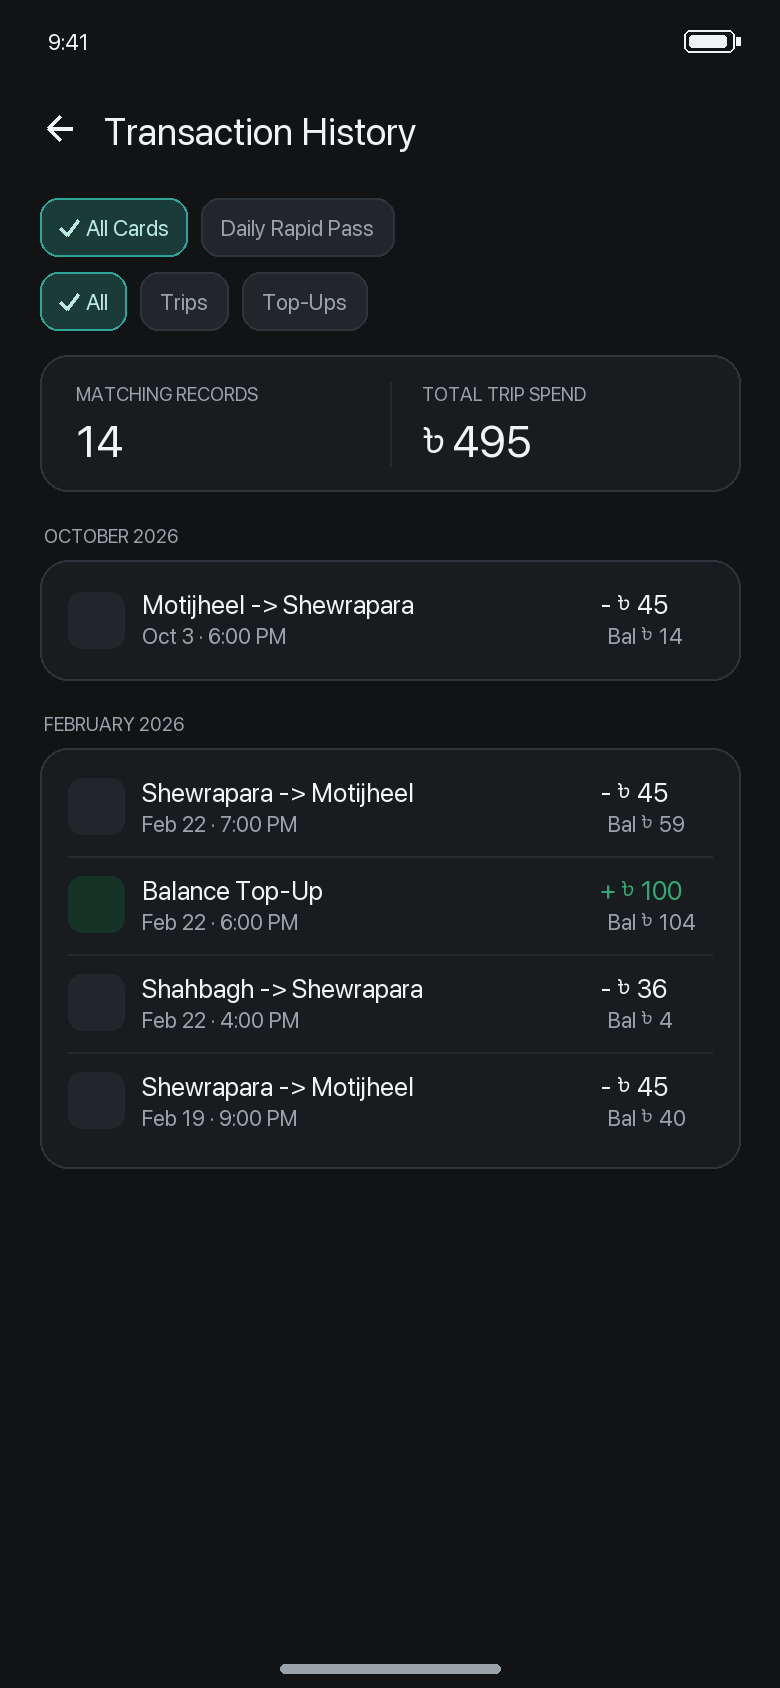 9:41
Transaction History
All Cards
Daily Rapid Pass
All
Trips
Top-Ups
MATCHING RECORDS
TOTAL TRIP SPEND
14
৳ 495
OCTOBER 2026
Motijheel -> Shewrapara
- ৳ 45
Oct 3 · 6:00 PM
Bal ৳ 14
FEBRUARY 2026
Shewrapara -> Motijheel
- ৳ 45
Feb 22 · 7:00 PM
Bal ৳ 59
Balance Top-Up
+ ৳ 100
Feb 22 · 6:00 PM
Bal ৳ 104
Shahbagh -> Shewrapara
- ৳ 36
Feb 22 · 4:00 PM
Bal ৳ 4
Shewrapara -> Motijheel
- ৳ 45
Feb 19 · 9:00 PM
Bal ৳ 40